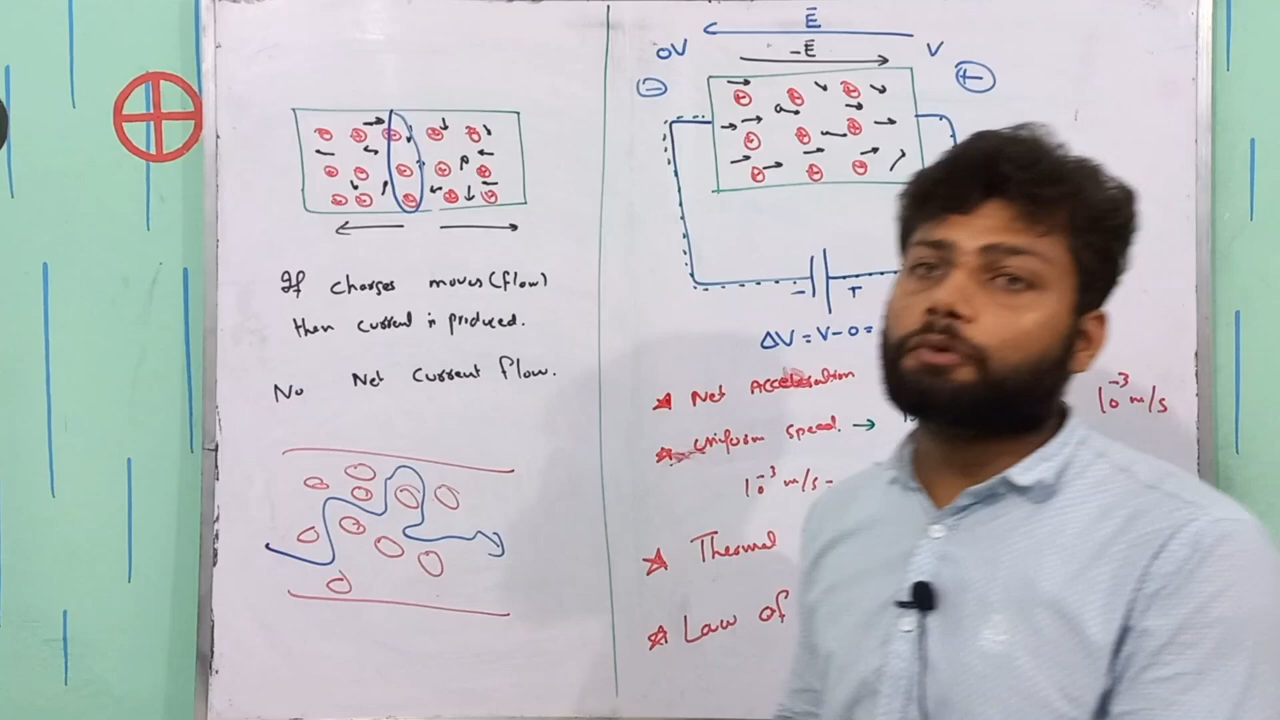 If charges moves (flow)
then current is produced.
No Net current flow.
E
-E
0V
V
ΔV = V - 0 =
Net Acceleration
Uniform speed. →
10⁻³ m/s -
10⁻³ m/s
Thermal
Law of